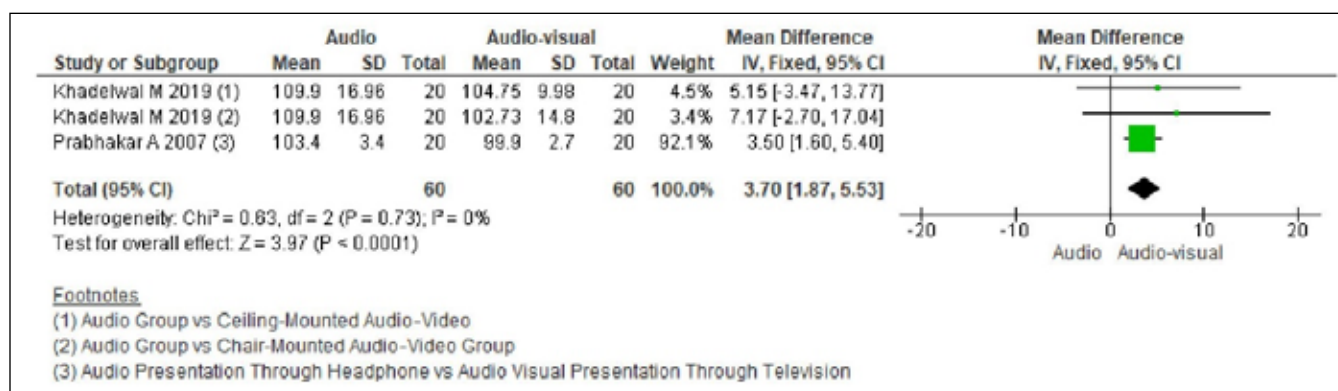 Audio Audio-visual Mean Difference Mean Difference
Study or Subgroup Mean SD Total Mean SD Total Weight IV, Fixed, 95% CI IV, Fixed, 95% CI
Khadelwal M 2019 (1) 109.9 16.96 20 104.75 9.98 20 4.5% 5.15 [-3.47, 13.77]
Khadelwal M 2019 (2) 109.9 16.96 20 102.73 14.8 20 3.4% 7.17 [-2.70, 17.04]
Prabhakar A 2007 (3) 103.4 3.4 20 99.9 2.7 20 92.1% 3.50 [1.60, 5.40]
Total (95% CI) 60 60 100.0% 3.70 [1.87, 5.53]
Heterogeneity: Chi² = 0.63, df = 2 (P = 0.73); I² = 0%
Test for overall effect: Z = 3.97 (P < 0.0001)
-20 -10 0 10 20
Audio Audio-visual
Footnotes
(1) Audio Group vs Ceiling-Mounted Audio-Video
(2) Audio Group vs Chair-Mounted Audio-Video Group
(3) Audio Presentation Through Headphone vs Audio Visual Presentation Through Television